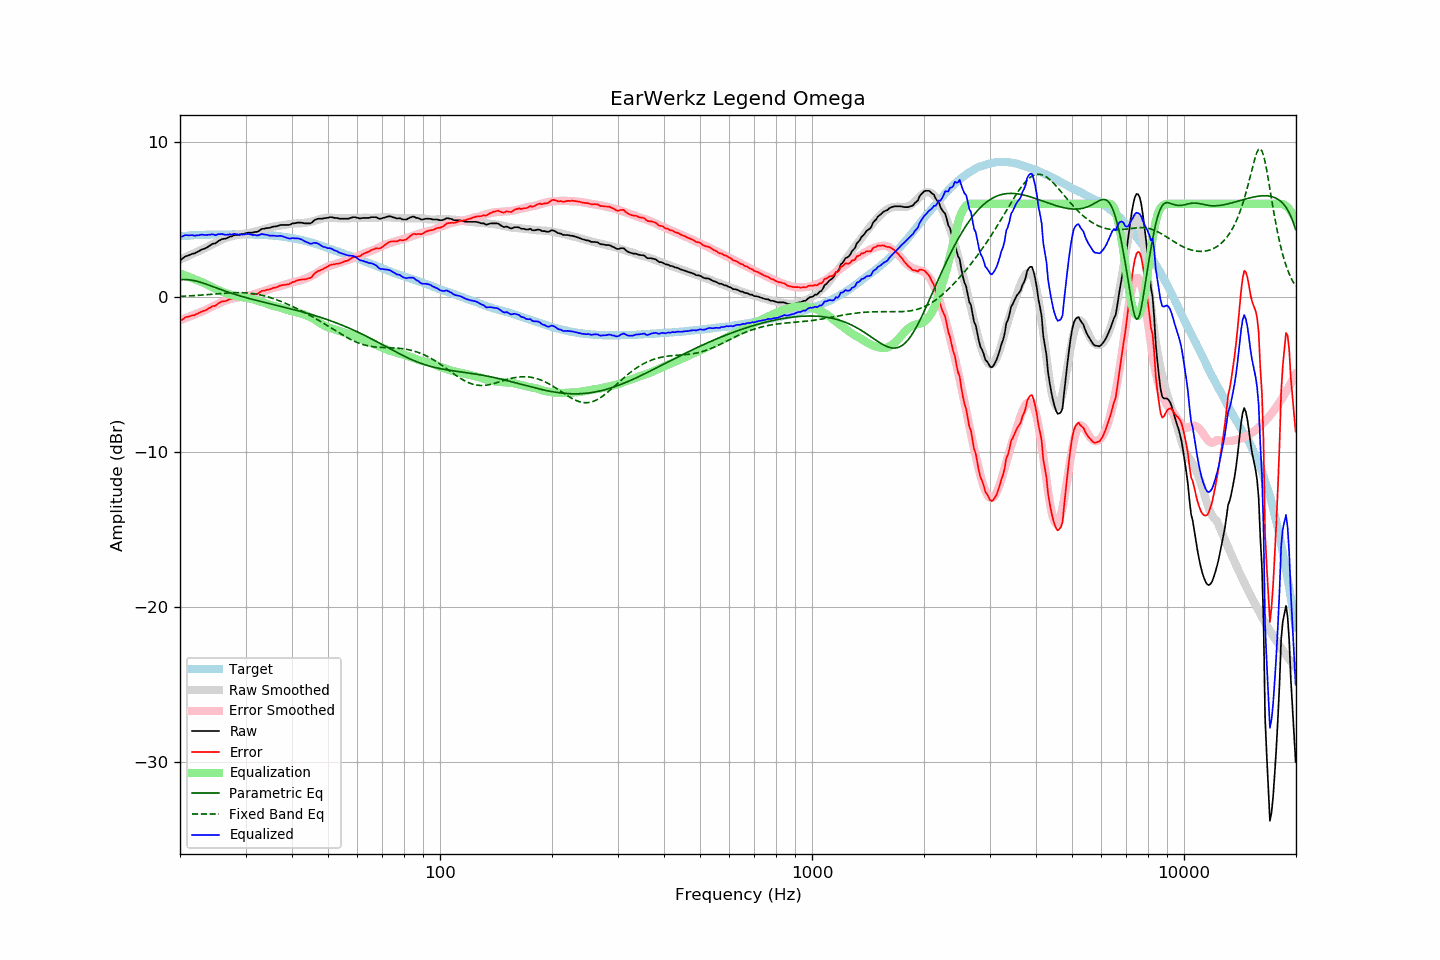 EarWerkz Legend Omega
10
0
−10
−20
−30
Amplitude (dBr)
Target
Raw Smoothed
Error Smoothed
Raw
Error
Equalization
Parametric Eq
Fixed Band Eq
Equalized
100
1000
10000
Frequency (Hz)